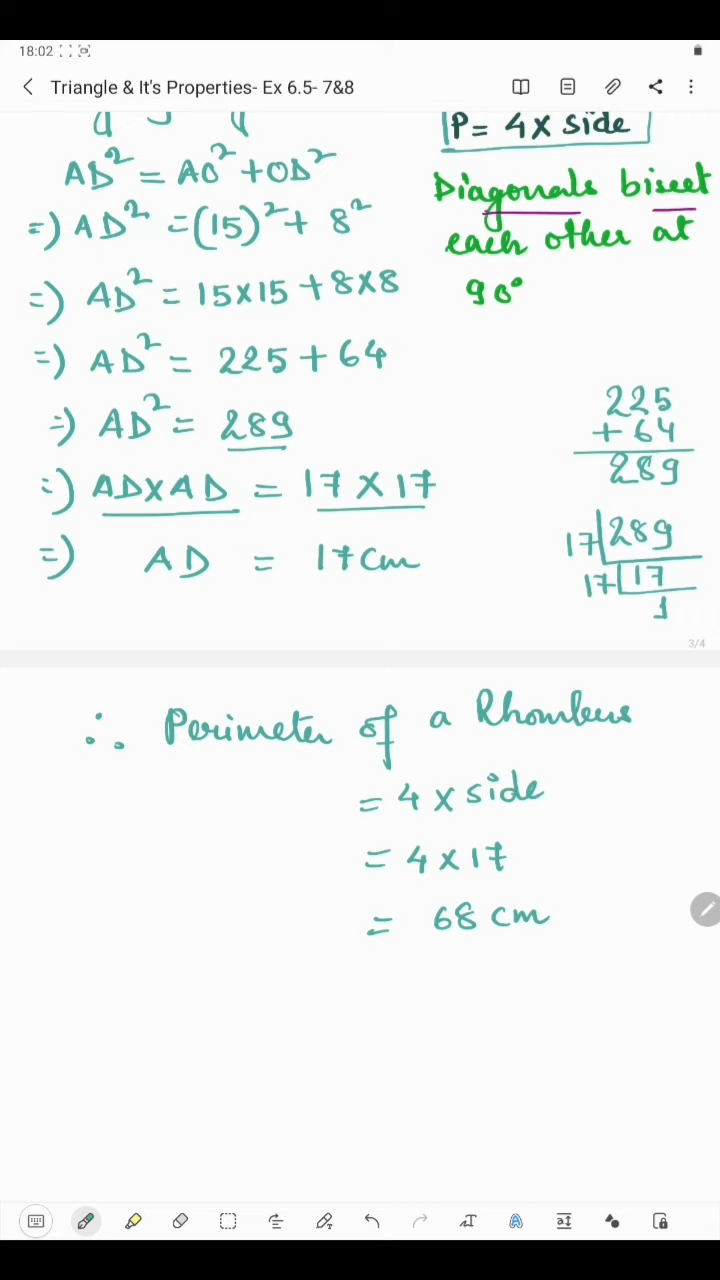 18:02
Triangle & It's Properties- Ex 6.5- 7&8
P = 4 x side
AD² = AO² + OD²
=) AD² = (15)² + 8²
=) AD² = 15x15 + 8x8
=) AD² = 225 + 64
=) AD² = 289
=) ADxAD = 17 x 17
=) AD = 17 cm
Diagonals bisect
each other at
90°
225
+ 64
289
17 289
17 17
1
3/4
∴ Perimeter of a Rhombus
= 4 x side
= 4 x 17
= 68 cm